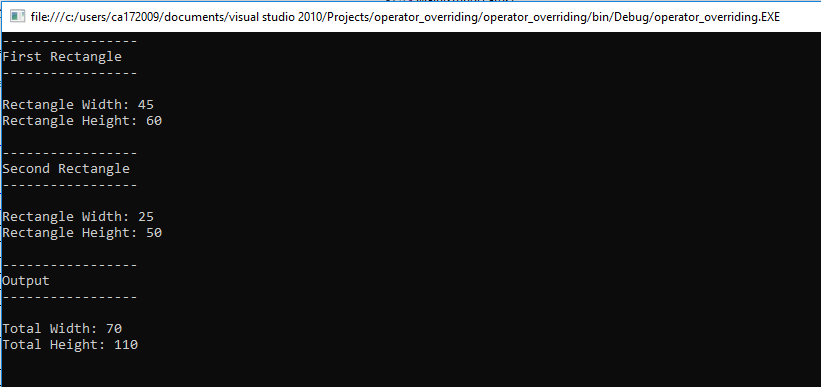 file:///c:/users/ca172009/documents/visual studio 2010/Projects/operator_overriding/operator_overriding/bin/Debug/operator_overriding.EXE
-----------------
First Rectangle
-----------------
Rectangle Width: 45
Rectangle Height: 60
-----------------
Second Rectangle
-----------------
Rectangle Width: 25
Rectangle Height: 50
-----------------
Output
-----------------
Total Width: 70
Total Height: 110